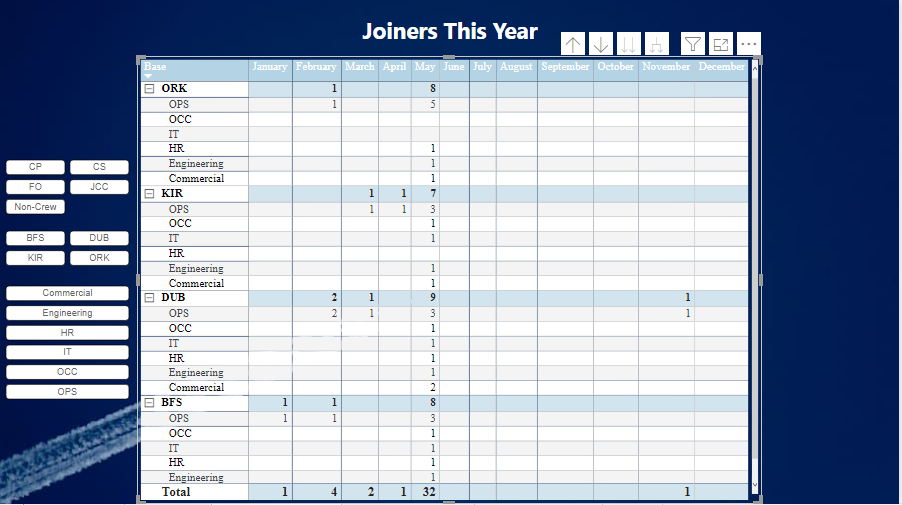 Joiners This Year
Base January February March April May June July August September October November December
ORK 1 8
OPS 1 5
OCC
IT
HR 1
Engineering 1
Commercial 1
KIR 1 1 7
OPS 1 1 3
OCC 1
IT 1
HR
Engineering 1
Commercial 1
DUB 2 1 9 1
OPS 2 1 3 1
OCC 1
IT 1
HR 1
Engineering 1
Commercial 2
BFS 1 1 8
OPS 1 1 3
OCC 1
IT 1
HR 1
Engineering 1
Total 1 4 2 1 32 1
CP CS
FO JCC
Non-Crew
BFS DUB
KIR ORK
Commercial
Engineering
HR
IT
OCC
OPS